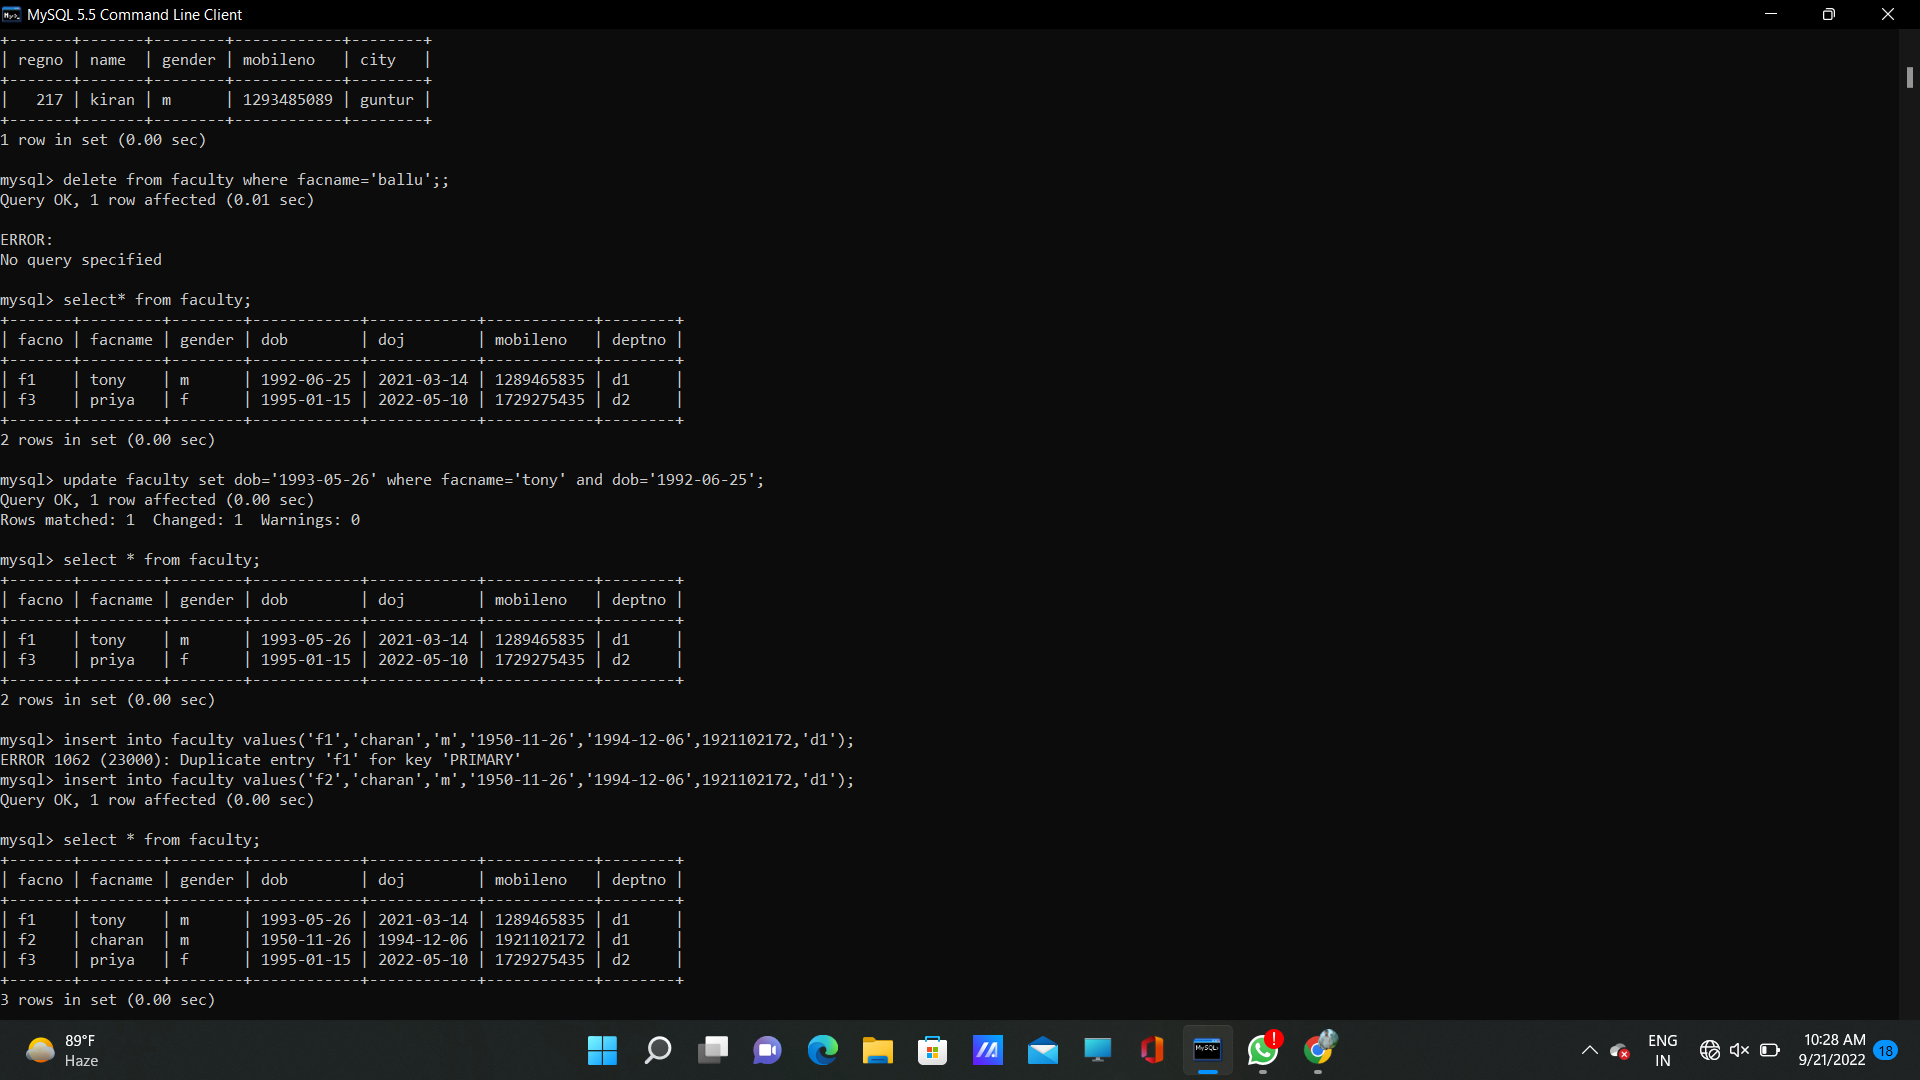 MySQL 5.5 Command Line Client
+-------+-------+--------+------------+--------+
| regno | name  | gender | mobileno   | city   |
+-------+-------+--------+------------+--------+
|   217 | kiran | m      | 1293485089 | guntur |
+-------+-------+--------+------------+--------+
1 row in set (0.00 sec)
mysql> delete from faculty where facname='ballu';;
Query OK, 1 row affected (0.01 sec)
ERROR:
No query specified
mysql> select* from faculty;
+-------+---------+--------+------------+------------+------------+--------+
| facno | facname | gender | dob        | doj        | mobileno   | deptno |
+-------+---------+--------+------------+------------+------------+--------+
| f1    | tony    | m      | 1992-06-25 | 2021-03-14 | 1289465835 | d1     |
| f3    | priya   | f      | 1995-01-15 | 2022-05-10 | 1729275435 | d2     |
+-------+---------+--------+------------+------------+------------+--------+
2 rows in set (0.00 sec)
mysql> update faculty set dob='1993-05-26' where facname='tony' and dob='1992-06-25';
Query OK, 1 row affected (0.00 sec)
Rows matched: 1  Changed: 1  Warnings: 0
mysql> select * from faculty;
+-------+---------+--------+------------+------------+------------+--------+
| facno | facname | gender | dob        | doj        | mobileno   | deptno |
+-------+---------+--------+------------+------------+------------+--------+
| f1    | tony    | m      | 1993-05-26 | 2021-03-14 | 1289465835 | d1     |
| f3    | priya   | f      | 1995-01-15 | 2022-05-10 | 1729275435 | d2     |
+-------+---------+--------+------------+------------+------------+--------+
2 rows in set (0.00 sec)
mysql> insert into faculty values('f1','charan','m','1950-11-26','1994-12-06',1921102172,'d1');
ERROR 1062 (23000): Duplicate entry 'f1' for key 'PRIMARY'
mysql> insert into faculty values('f2','charan','m','1950-11-26','1994-12-06',1921102172,'d1');
Query OK, 1 row affected (0.00 sec)
mysql> select * from faculty;
+-------+---------+--------+------------+------------+------------+--------+
| facno | facname | gender | dob        | doj        | mobileno   | deptno |
+-------+---------+--------+------------+------------+------------+--------+
| f1    | tony    | m      | 1993-05-26 | 2021-03-14 | 1289465835 | d1     |
| f2    | charan  | m      | 1950-11-26 | 1994-12-06 | 1921102172 | d1     |
| f3    | priya   | f      | 1995-01-15 | 2022-05-10 | 1729275435 | d2     |
+-------+---------+--------+------------+------------+------------+--------+
3 rows in set (0.00 sec)
89°F
Haze
MySQL>
ENG
IN
10:28 AM
9/21/2022
18